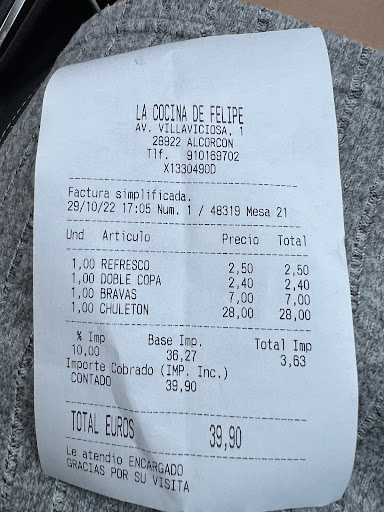 LA COCINA DE FELIPE
AV. VILLAVICIOSA, 1
28922 ALCORCON
Tlf. 910169702
X1330490D
Factura simplificada.
29/10/22 17:05 Num. 1 / 48319 Mesa 21
Und Articulo Precio Total
1,00 REFRESCO 2,50 2,50
1,00 DOBLE COPA 2,40 2,40
1,00 BRAVAS 7,00 7,00
1,00 CHULETON 28,00 28,00
% Imp Base Imp. Total Imp
10,00 36,27 3,63
Importe Cobrado (IMP. Inc.)
CONTADO 39,90
TOTAL EUROS 39,90
Le atendio ENCARGADO
GRACIAS POR SU VISITA